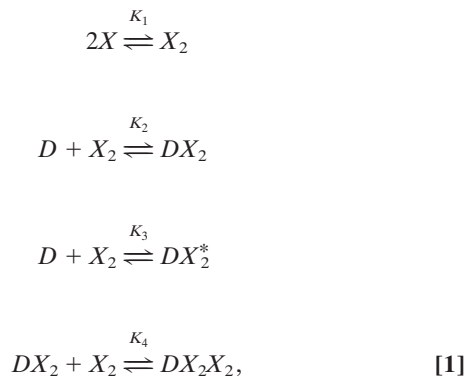 K₁
2X ⇌ X₂
K₂
D + X₂ ⇌ DX₂
K₃
D + X₂ ⇌ DX₂*
K₄
DX₂ + X₂ ⇌ DX₂X₂, [1]